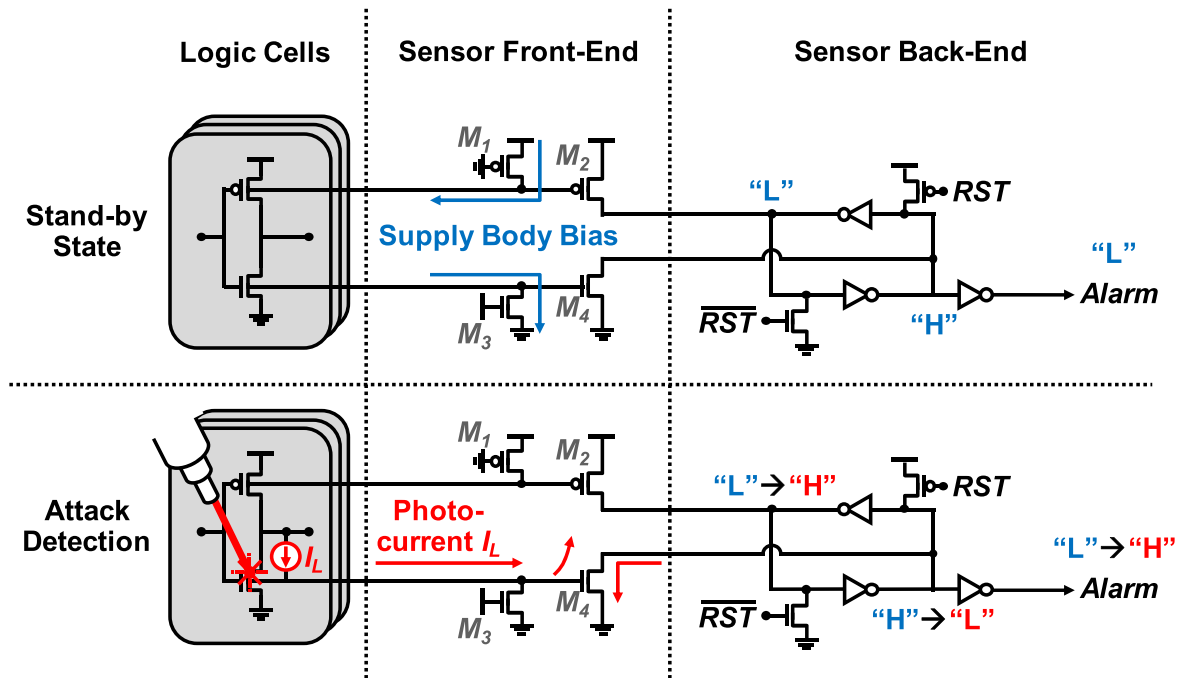 Logic Cells
Sensor Front-End
Sensor Back-End
Stand-by
State
M1
M2
Supply Body Bias
M3
M4
"L"
RST
"L"
Alarm
RST
"H"
Attack
Detection
IL
M1
M2
Photo-
current IL
M3
M4
"L"→"H"
RST
"L"→"H"
Alarm
RST
"H"→"L"